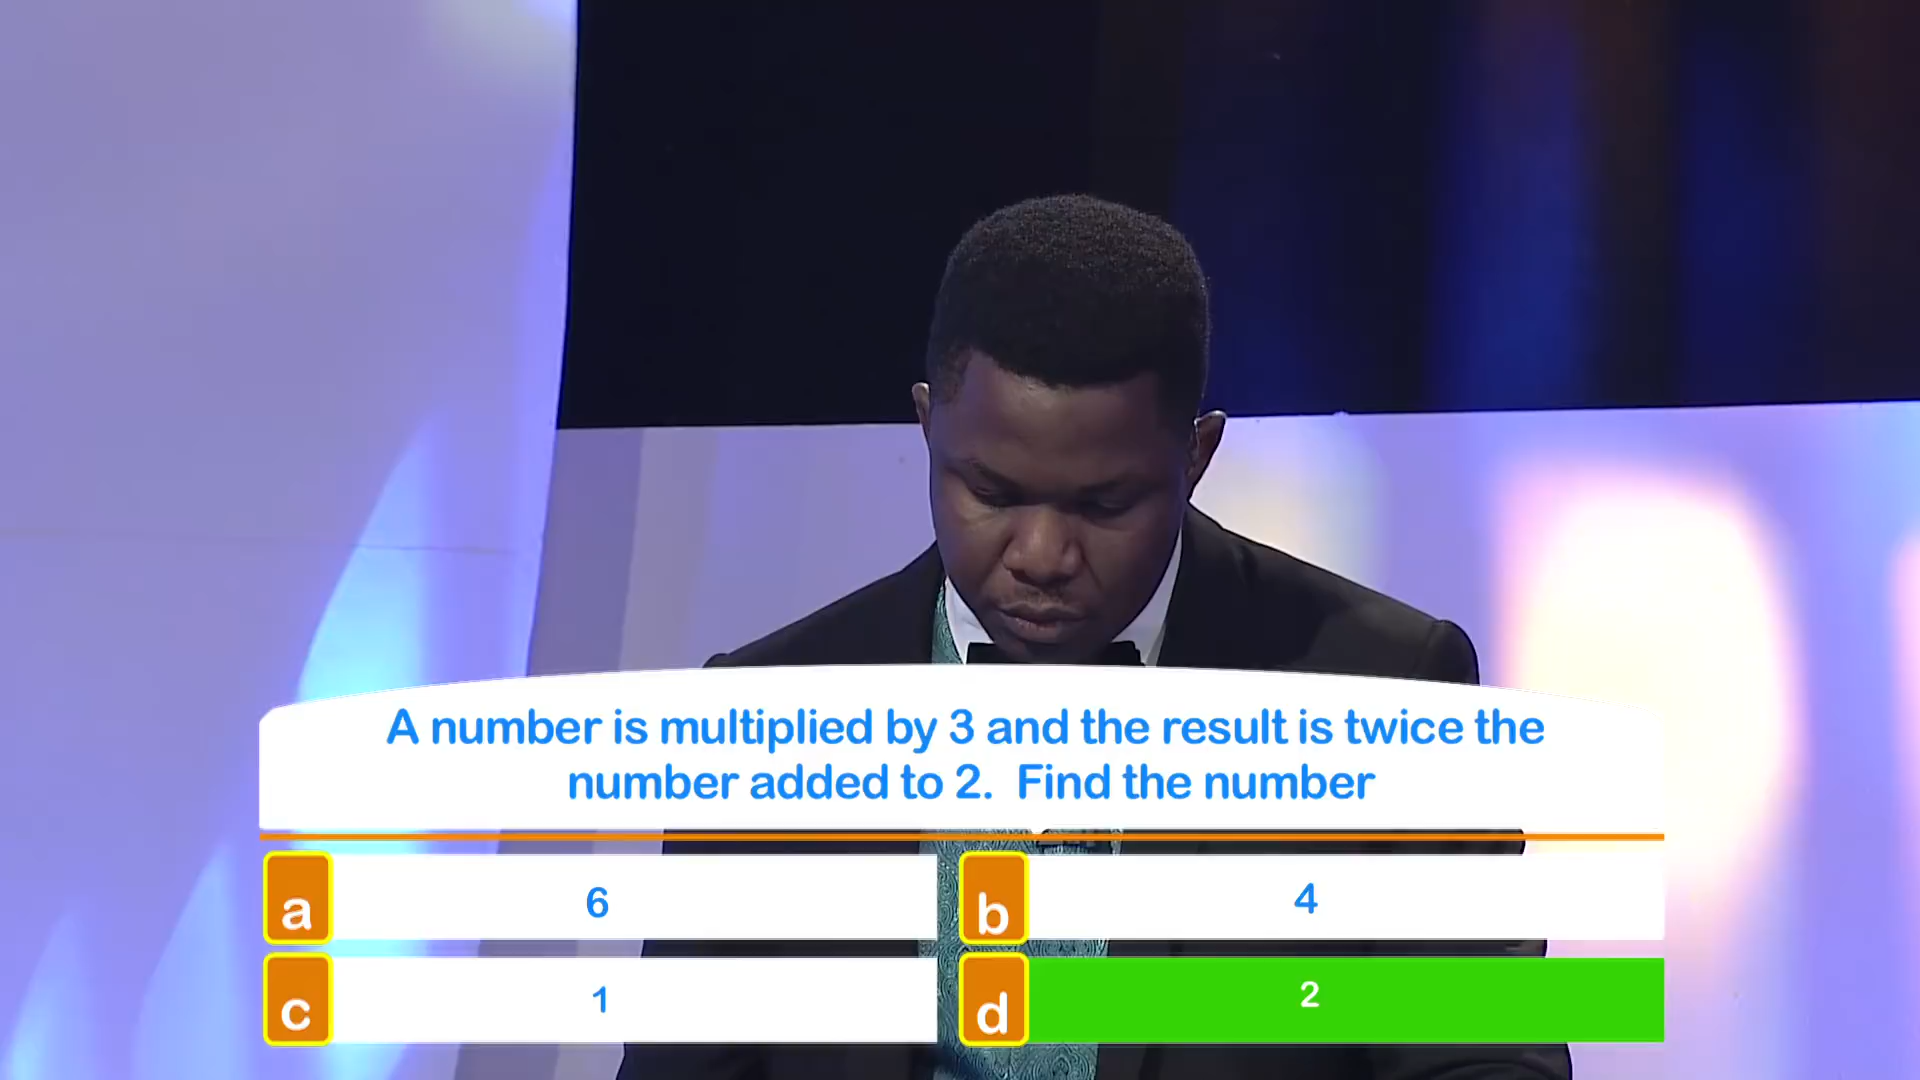 A number is multiplied by 3 and the result is twice the
number added to 2. Find the number
a 6
b 4
c 1
d 2